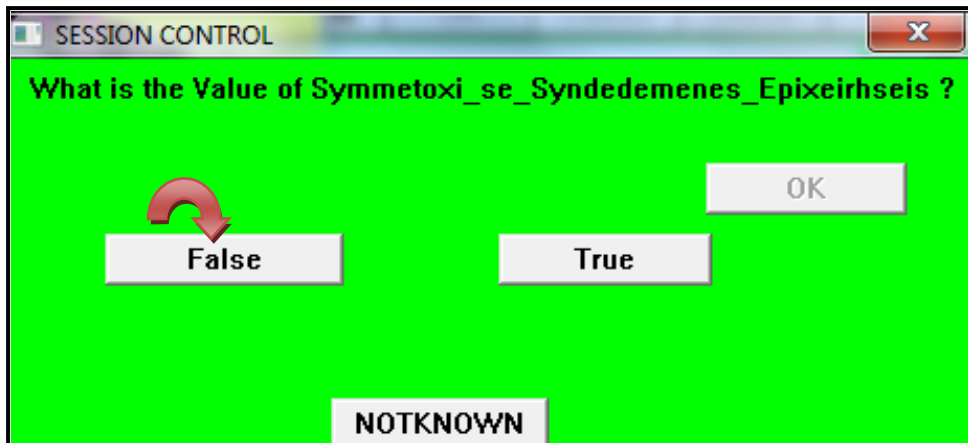 SESSION CONTROL
What is the Value of Symmetoxi_se_Syndedemenes_Epixeirhseis ?
OK
False True
NOTKNOWN